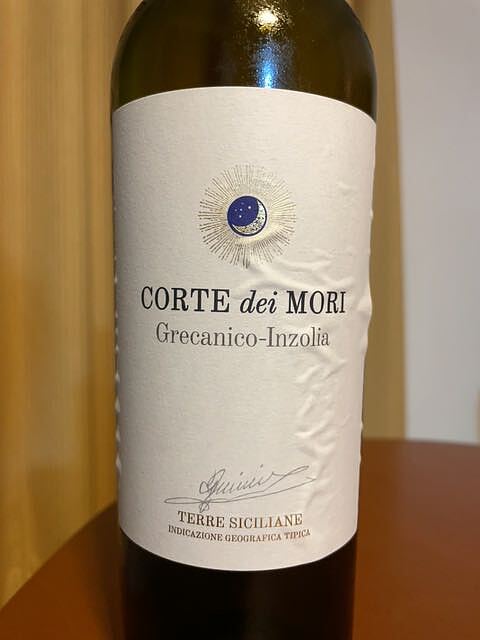 CORTE dei MORI
Grecanico-Inzolia
TERRE SICILIANE
INDICAZIONE GEOGRAFICA TIPICA